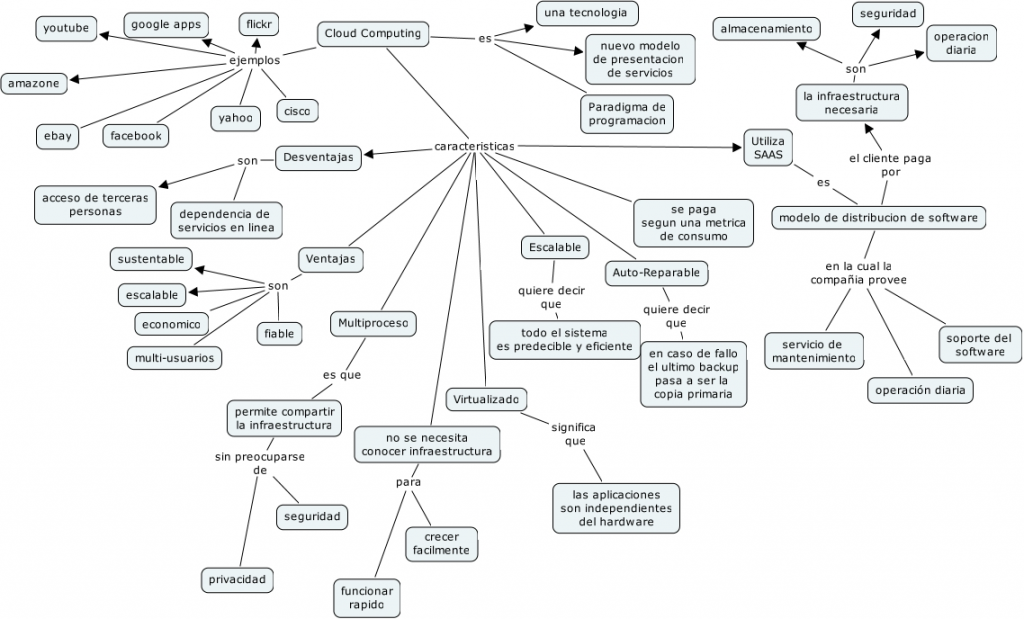 Cloud Computing
es
una tecnologia
nuevo modelo
de presentacion
de servicios
Paradigma de
programacion
ejemplos
youtube
google apps
flickr
amazone
ebay
facebook
yahoo
cisco
caracteristicas
Desventajas
son
acceso de terceras
personas
dependencia de
servicios en linea
Ventajas
son
sustentable
escalable
economico
multi-usuarios
fiable
Multiproceso
es que
permite compartir
la infraestructura
sin preocuparse
de
privacidad
seguridad
no se necesita
conocer infraestructura
para
funcionar
rapido
crecer
facilmente
Virtualizado
significa
que
las aplicaciones
son independientes
del hardware
Escalable
quiere decir
que
todo el sistema
es predecible y eficiente
Auto-Reparable
quiere decir
que
en caso de fallo
el ultimo backup
pasa a ser la
copia primaria
se paga
segun una metrica
de consumo
Utiliza
SAAS
es
modelo de distribucion de software
el cliente paga
por
la infraestructura
necesaria
son
almacenamiento
seguridad
operacion
diaria
en la cual la
compañia provee
servicio de
mantenimiento
operación diaria
soporte del
software